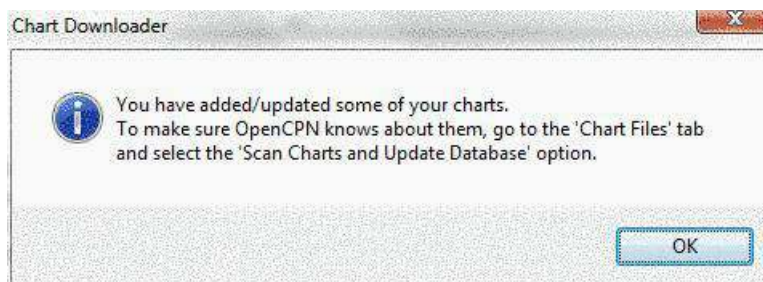 Chart Downloader
You have added/updated some of your charts.
To make sure OpenCPN knows about them, go to the 'Chart Files' tab
and select the 'Scan Charts and Update Database' option.
OK